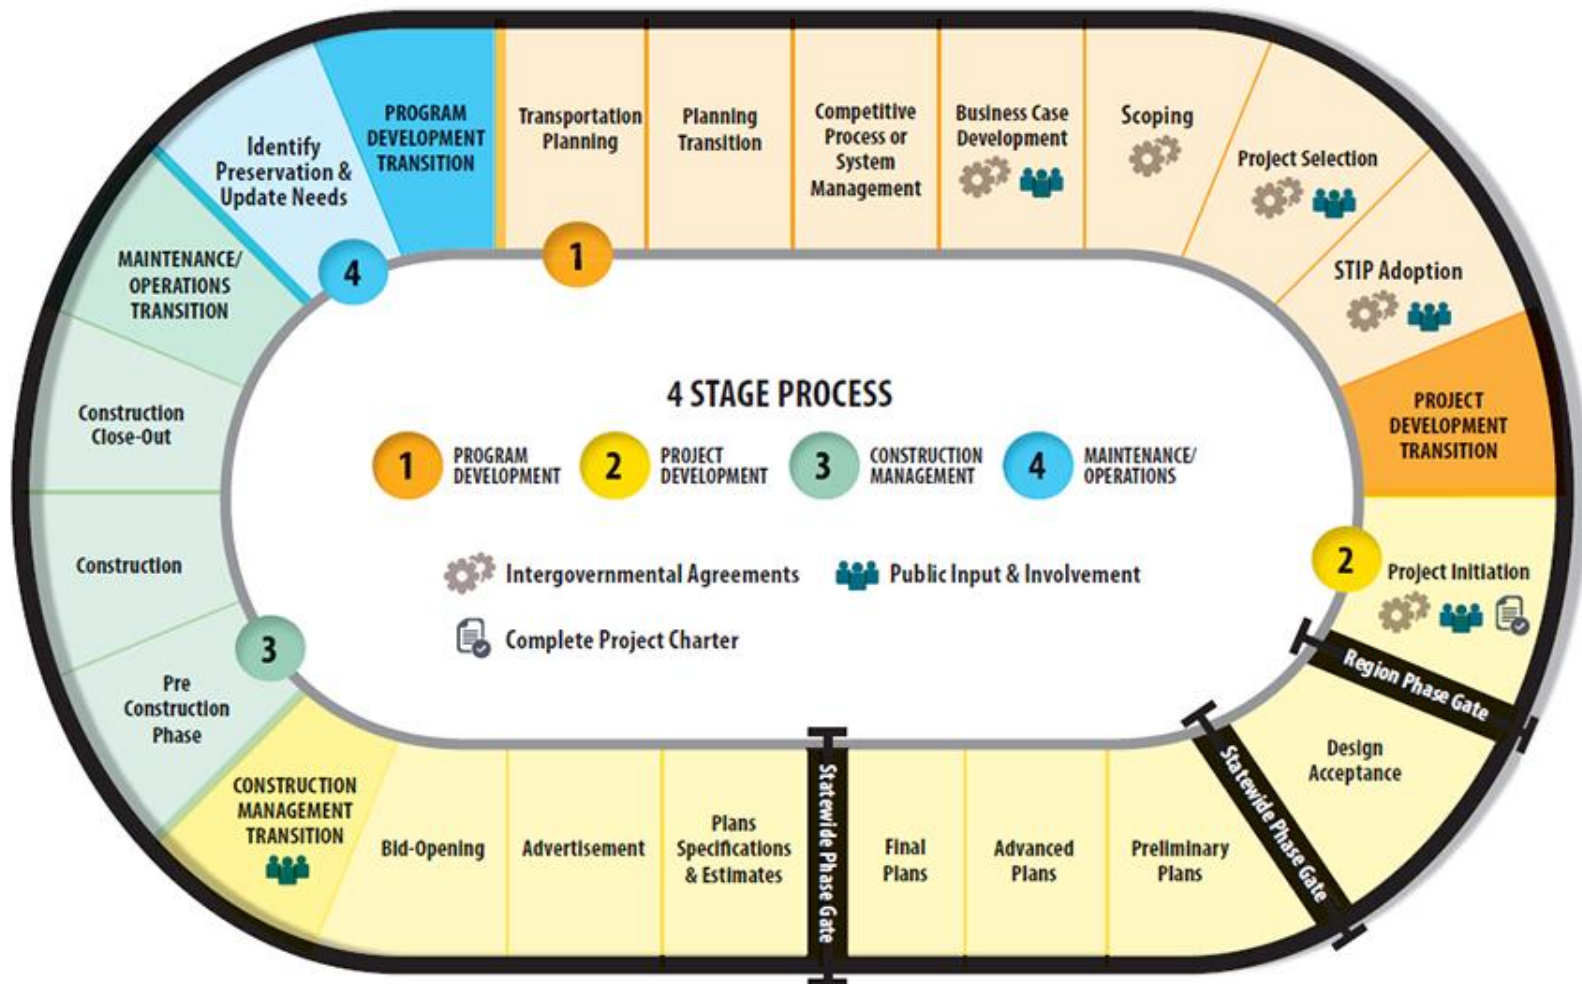 PROGRAM
DEVELOPMENT
TRANSITION
Transportation
Planning
Planning
Transition
Competitive
Process or
System
Management
Business Case
Development
Scoping
Project Selection
STIP Adoption
PROJECT
DEVELOPMENT
TRANSITION
Identify
Preservation &
Update Needs
MAINTENANCE/
OPERATIONS
TRANSITION
Construction
Close-Out
Construction
Pre
Construction
Phase
4
1
4 STAGE PROCESS
1
PROGRAM
DEVELOPMENT
2
PROJECT
DEVELOPMENT
3
CONSTRUCTION
MANAGEMENT
4
MAINTENANCE/
OPERATIONS
Intergovernmental Agreements
Public Input & Involvement
Complete Project Charter
2
Project Initiation
Region Phase Gate
Design
Acceptance
Statewide Phase Gate
Preliminary
Plans
Advanced
Plans
Final
Plans
Statewide Phase Gate
Plans
Specifications
& Estimates
Advertisement
Bid-Opening
CONSTRUCTION
MANAGEMENT
TRANSITION
3